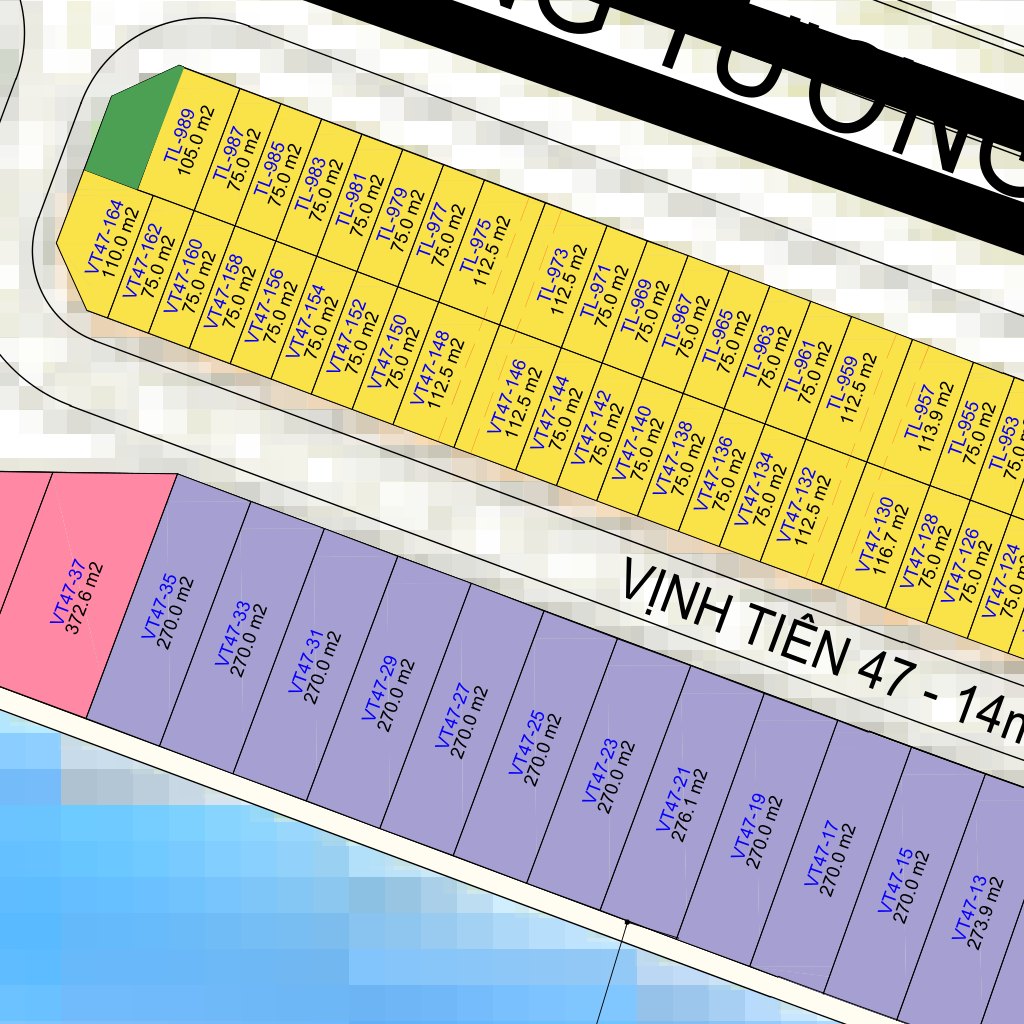 NG TƯỜNG
TL-989
105.0 m2
TL-987
75.0 m2
TL-985
75.0 m2
TL-983
75.0 m2
TL-981
75.0 m2
TL-979
75.0 m2
TL-977
75.0 m2
TL-975
112.5 m2
TL-973
112.5 m2
TL-971
75.0 m2
TL-969
75.0 m2
TL-967
75.0 m2
TL-965
75.0 m2
TL-963
75.0 m2
TL-961
75.0 m2
TL-959
112.5 m2
TL-957
113.9 m2
TL-955
75.0 m2
TL-953
75.0
VT47-164
110.0 m2
VT47-162
75.0 m2
VT47-160
75.0 m2
VT47-158
75.0 m2
VT47-156
75.0 m2
VT47-154
75.0 m2
VT47-152
75.0 m2
VT47-150
75.0 m2
VT47-148
112.5 m2
VT47-146
112.5 m2
VT47-144
75.0 m2
VT47-142
75.0 m2
VT47-140
75.0 m2
VT47-138
75.0 m2
VT47-136
75.0 m2
VT47-134
75.0 m2
VT47-132
112.5 m2
VT47-130
116.7 m2
VT47-128
75.0 m2
VT47-126
75.0 m2
VT47-124
75.0
VỊNH TIÊN 47 - 14m
VT47-37
372.6 m2
VT47-35
270.0 m2
VT47-33
270.0 m2
VT47-31
270.0 m2
VT47-29
270.0 m2
VT47-27
270.0 m2
VT47-25
270.0 m2
VT47-23
270.0 m2
VT47-21
276.1 m2
VT47-19
270.0 m2
VT47-17
270.0 m2
VT47-15
270.0 m2
VT47-13
273.9 m2